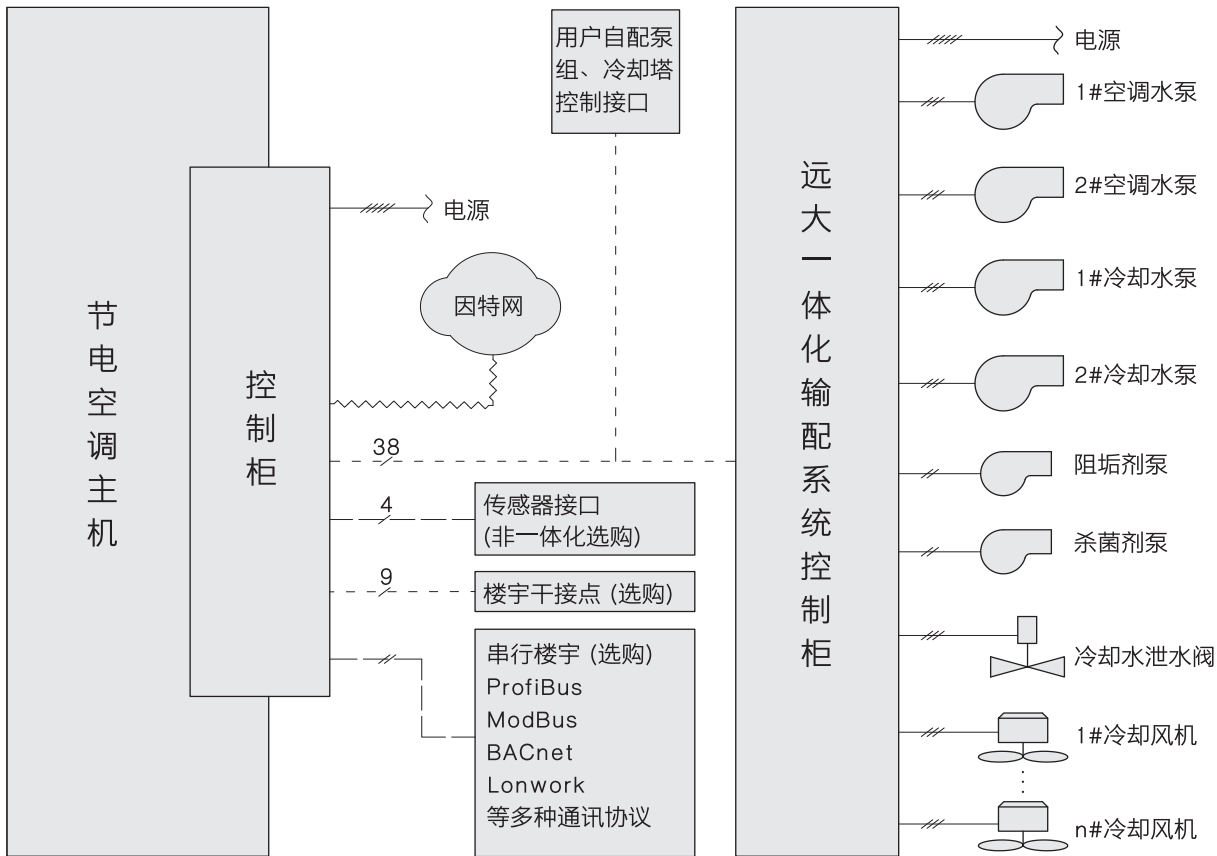 节电空调主机
控制柜
电源
因特网
用户自配泵
组、冷却塔
控制接口
38
4
传感器接口
(非一体化选购)
9
楼宇干接点 (选购)
串行楼宇 (选购)
ProfiBus
ModBus
BACnet
Lonwork
等多种通讯协议
远大一体化输配系统控制柜
电源
1#空调水泵
2#空调水泵
1#冷却水泵
2#冷却水泵
阻垢剂泵
杀菌剂泵
冷却水泄水阀
1#冷却风机
n#冷却风机